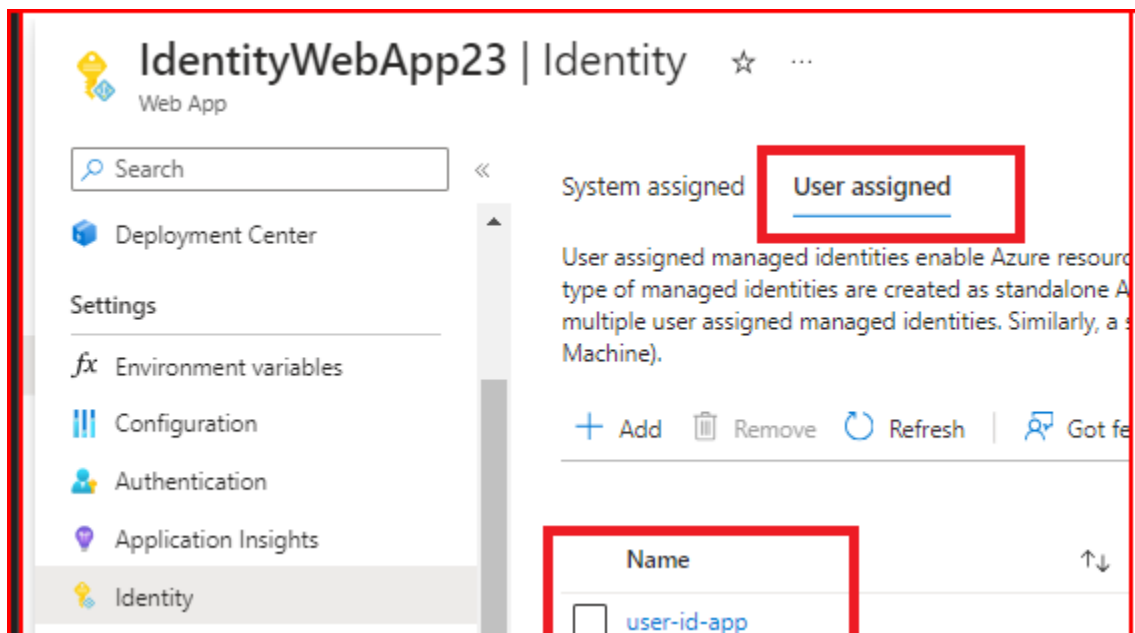 IdentityWebApp23 | Identity
Web App
Search
Deployment Center
Settings
fx Environment variables
Configuration
Authentication
Application Insights
Identity
System assigned User assigned
User assigned managed identities enable Azure
type of managed identities are created as standalone
multiple user assigned managed identities. Similarly, a
Machine).
Add Remove Refresh Got
Name
user-id-app